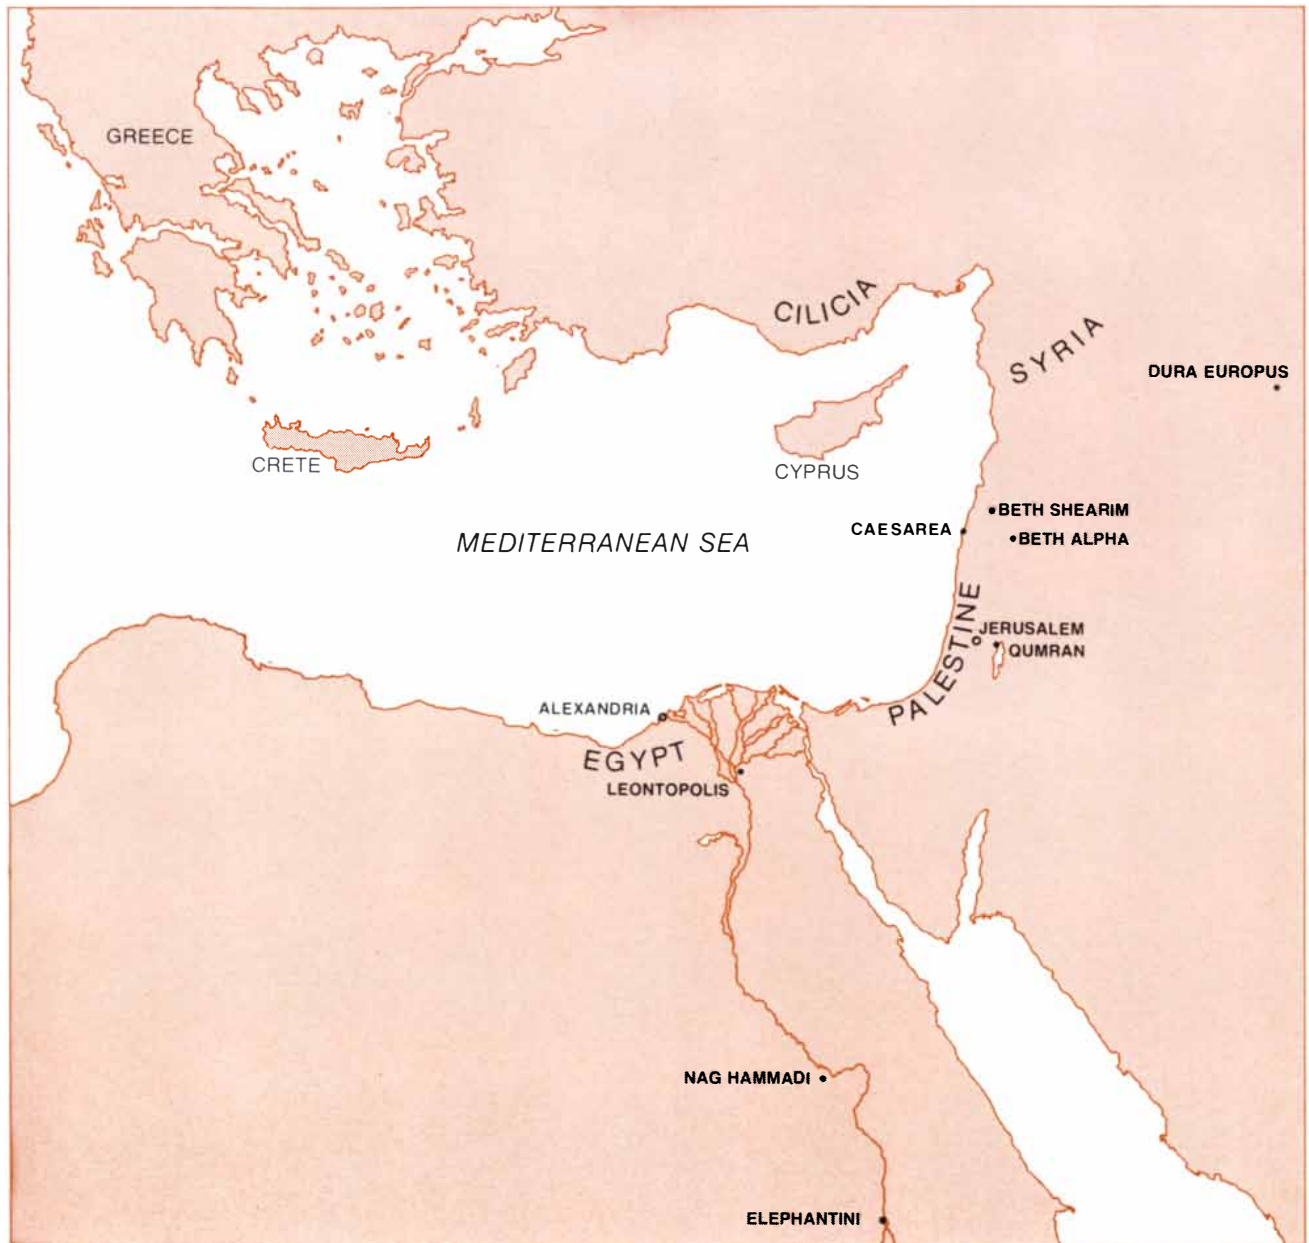 GREECE
CILICIA
SYRIA
DURA EUROPUS
CRETE
CYPRUS
BETH SHEARIM
CAESAREA
MEDITERRANEAN SEA
BETH ALPHA
PALESTINE
JERUSALEM
QUMRAN
ALEXANDRIA
EGYPT
LEONTOPOLIS
NAG HAMMADI
ELEPHANTINI